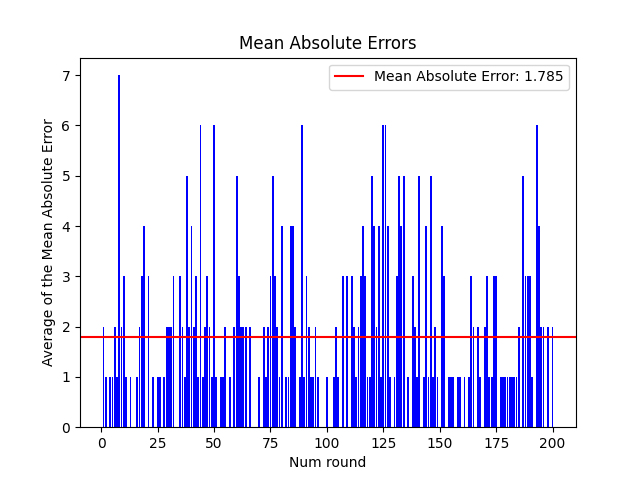 Mean Absolute Errors
Mean Absolute Error: 1.785
Average of the Mean Absolute Error
7
6
5
4
3
2
1
0
0 25 50 75 100 125 150 175 200
Num round